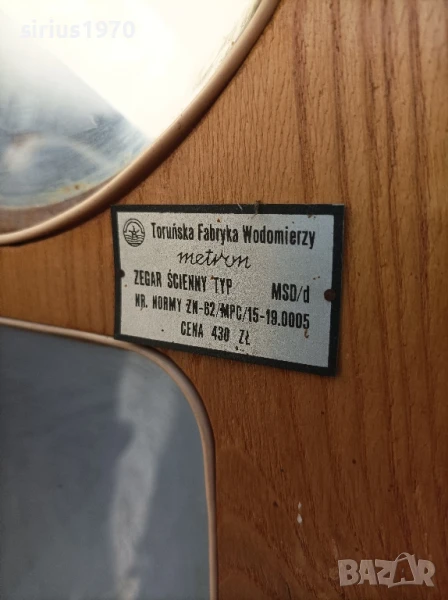 sirius1970
Toruńska Fabryka Wodomierzy
metron
ZEGAR ŚCIENNY TYP MSD/d
NR. NORMY ZN-62/MPC/15-19.0005
CENA 430 ZŁ
BAZAR